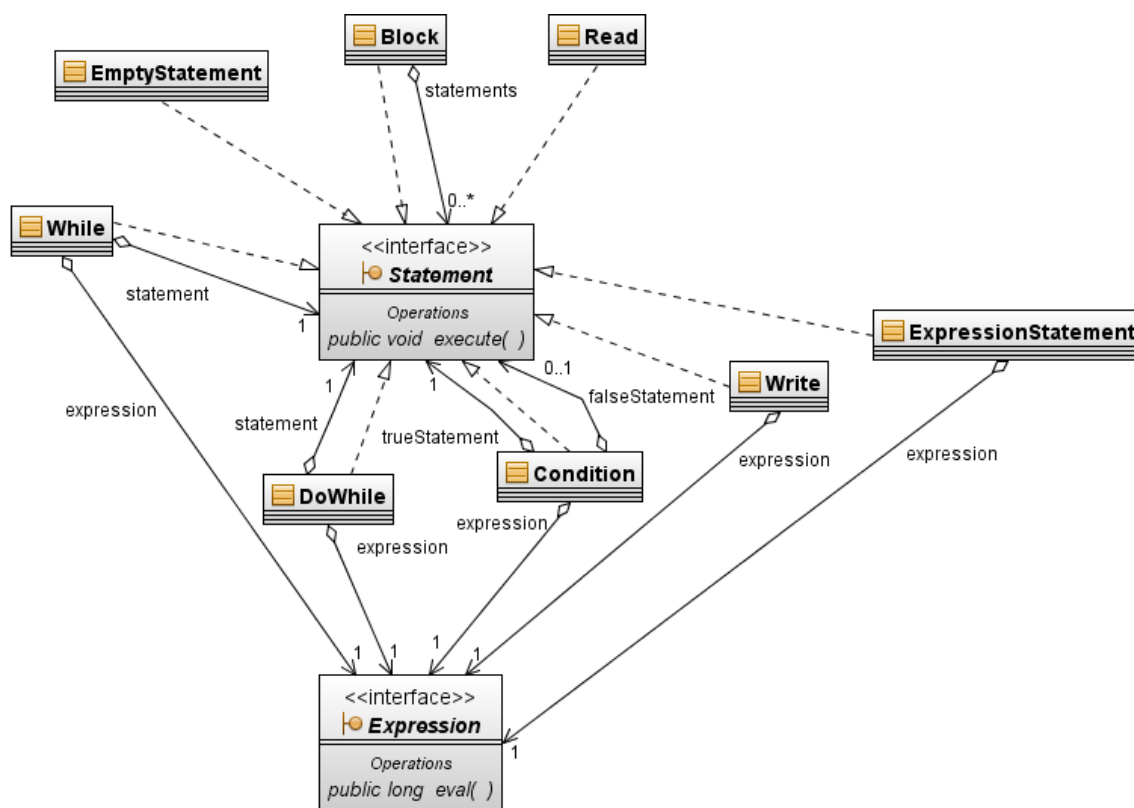 Block
Read
EmptyStatement
statements
0..*
While
<<interface>>
Statement
statement
Operations
1
public void execute( )
ExpressionStatement
0..1
1
1
Write
expression
falseStatement
statement
trueStatement
expression
expression
Condition
DoWhile
expression
expression
1
1
1
1
<<interface>>
Expression
1
Operations
public long eval( )